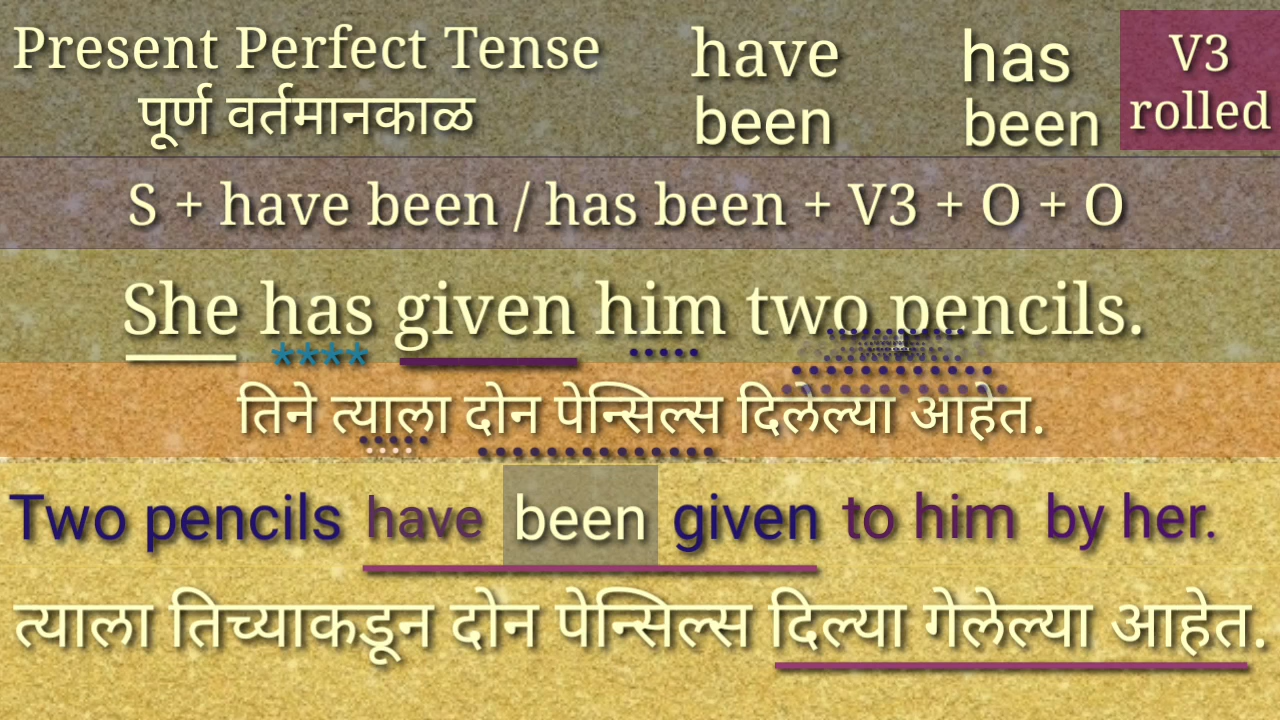 Present Perfect Tense have has V3
पूर्ण वर्तमानकाळ been been rolled
S + have been / has been + V3 + O + O
She has given him two pencils.
****
तिने त्याला दोन पेन्सिल्स दिलेल्या आहेत.
Two pencils have been given to him by her.
त्याला तिच्याकडून दोन पेन्सिल्स दिल्या गेलेल्या आहेत.